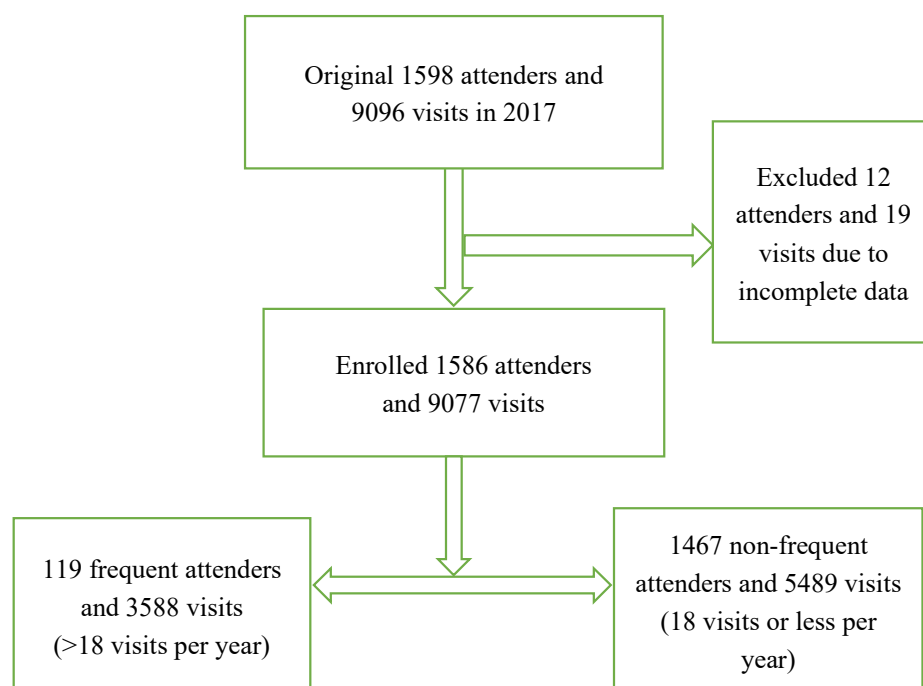 Original 1598 attenders and
9096 visits in 2017
Excluded 12
attenders and 19
visits due to
incomplete data
Enrolled 1586 attenders
and 9077 visits
119 frequent attenders
and 3588 visits
(>18 visits per year)
1467 non-frequent
attenders and 5489 visits
(18 visits or less per
year)